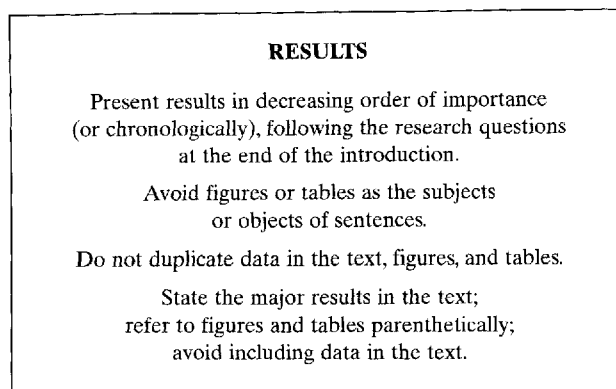 RESULTS
Present results in decreasing order of importance
(or chronologically), following the research questions
at the end of the introduction.
Avoid figures or tables as the subjects
or objects of sentences.
Do not duplicate data in the text, figures, and tables.
State the major results in the text;
refer to figures and tables parenthetically;
avoid including data in the text.